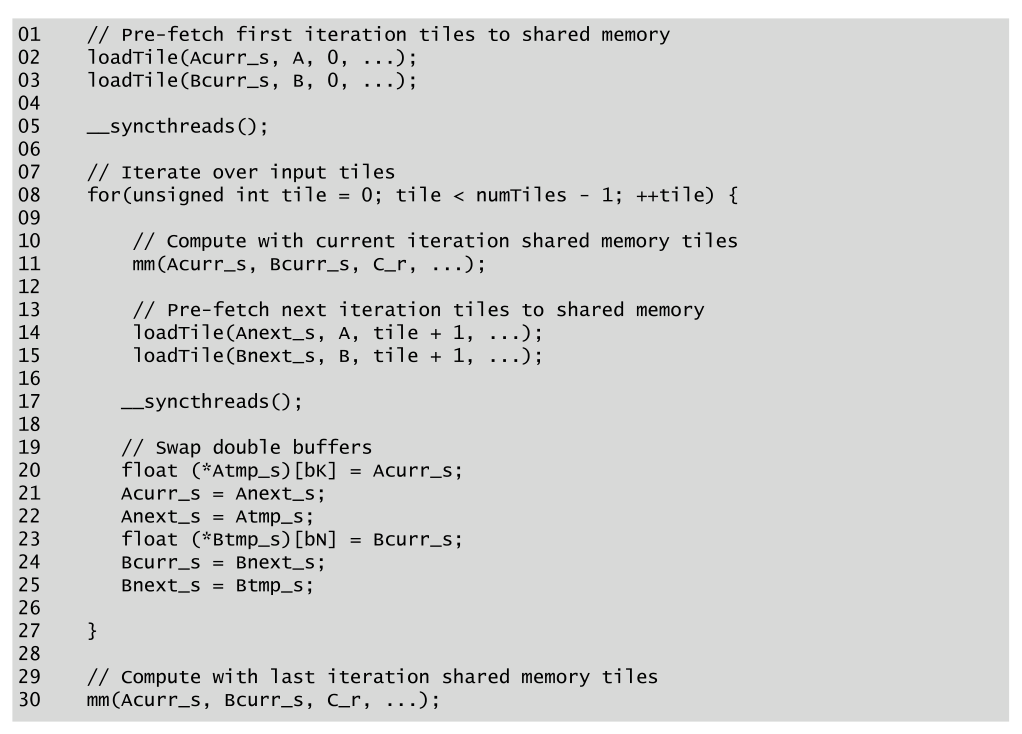 01 // Pre-fetch first iteration tiles to shared memory
02 loadTile(Acurr_s, A, 0, ...);
03 loadTile(Bcurr_s, B, 0, ...);
04
05 __syncthreads();
06
07 // Iterate over input tiles
08 for(unsigned int tile = 0; tile < numTiles - 1; ++tile) {
09
10 // Compute with current iteration shared memory tiles
11 mm(Acurr_s, Bcurr_s, C_r, ...);
12
13 // Pre-fetch next iteration tiles to shared memory
14 loadTile(Anext_s, A, tile + 1, ...);
15 loadTile(Bnext_s, B, tile + 1, ...);
16
17 __syncthreads();
18
19 // Swap double buffers
20 float (*Atmp_s)[bK] = Acurr_s;
21 Acurr_s = Anext_s;
22 Anext_s = Atmp_s;
23 float (*Btmp_s)[bN] = Bcurr_s;
24 Bcurr_s = Bnext_s;
25 Bnext_s = Btmp_s;
26
27 }
28
29 // Compute with last iteration shared memory tiles
30 mm(Acurr_s, Bcurr_s, C_r, ...);